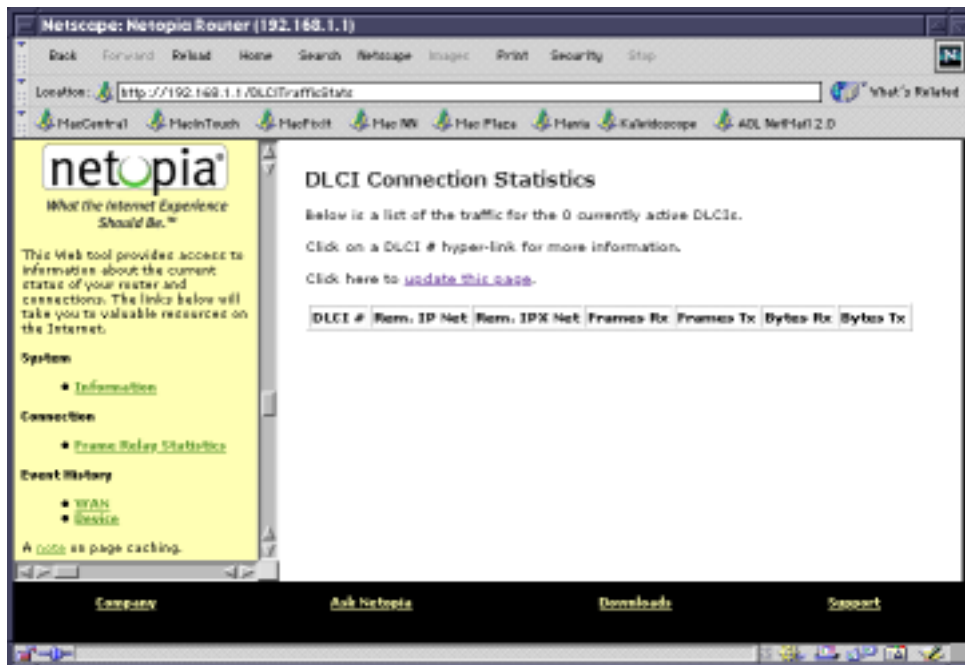 Netscape: Netopia Router (192.168.1.1)
Back Forward Reload Home Search Netscape Images Print Security Stop
N
Location: http://192.168.1.1/DLCITrafficStats What's Related
MacCentral MacInTouch MacFixIt Mac NN Mac Plaza Mania Kaleidoscope AOL NetMail 2.0
netopia®
What the Internet Experience
Should Be.™
This Web tool provides access to
information about the current
status of your router and
connections. The links below will
take you to valuable resources on
the Internet.
System
Information
Connection
Frame Relay Statistics
Event History
WAN
Device
A note on page caching.
DLCI Connection Statistics
Below is a list of the traffic for the 0 currently active DLCIs.
Click on a DLCI # hyper-link for more information.
Click here to update this page.
DLCI # Rem. IP Net Rem. IPX Net Frames Rx Frames Tx Bytes Rx Bytes Tx
Company Ask Netopia Downloads Support